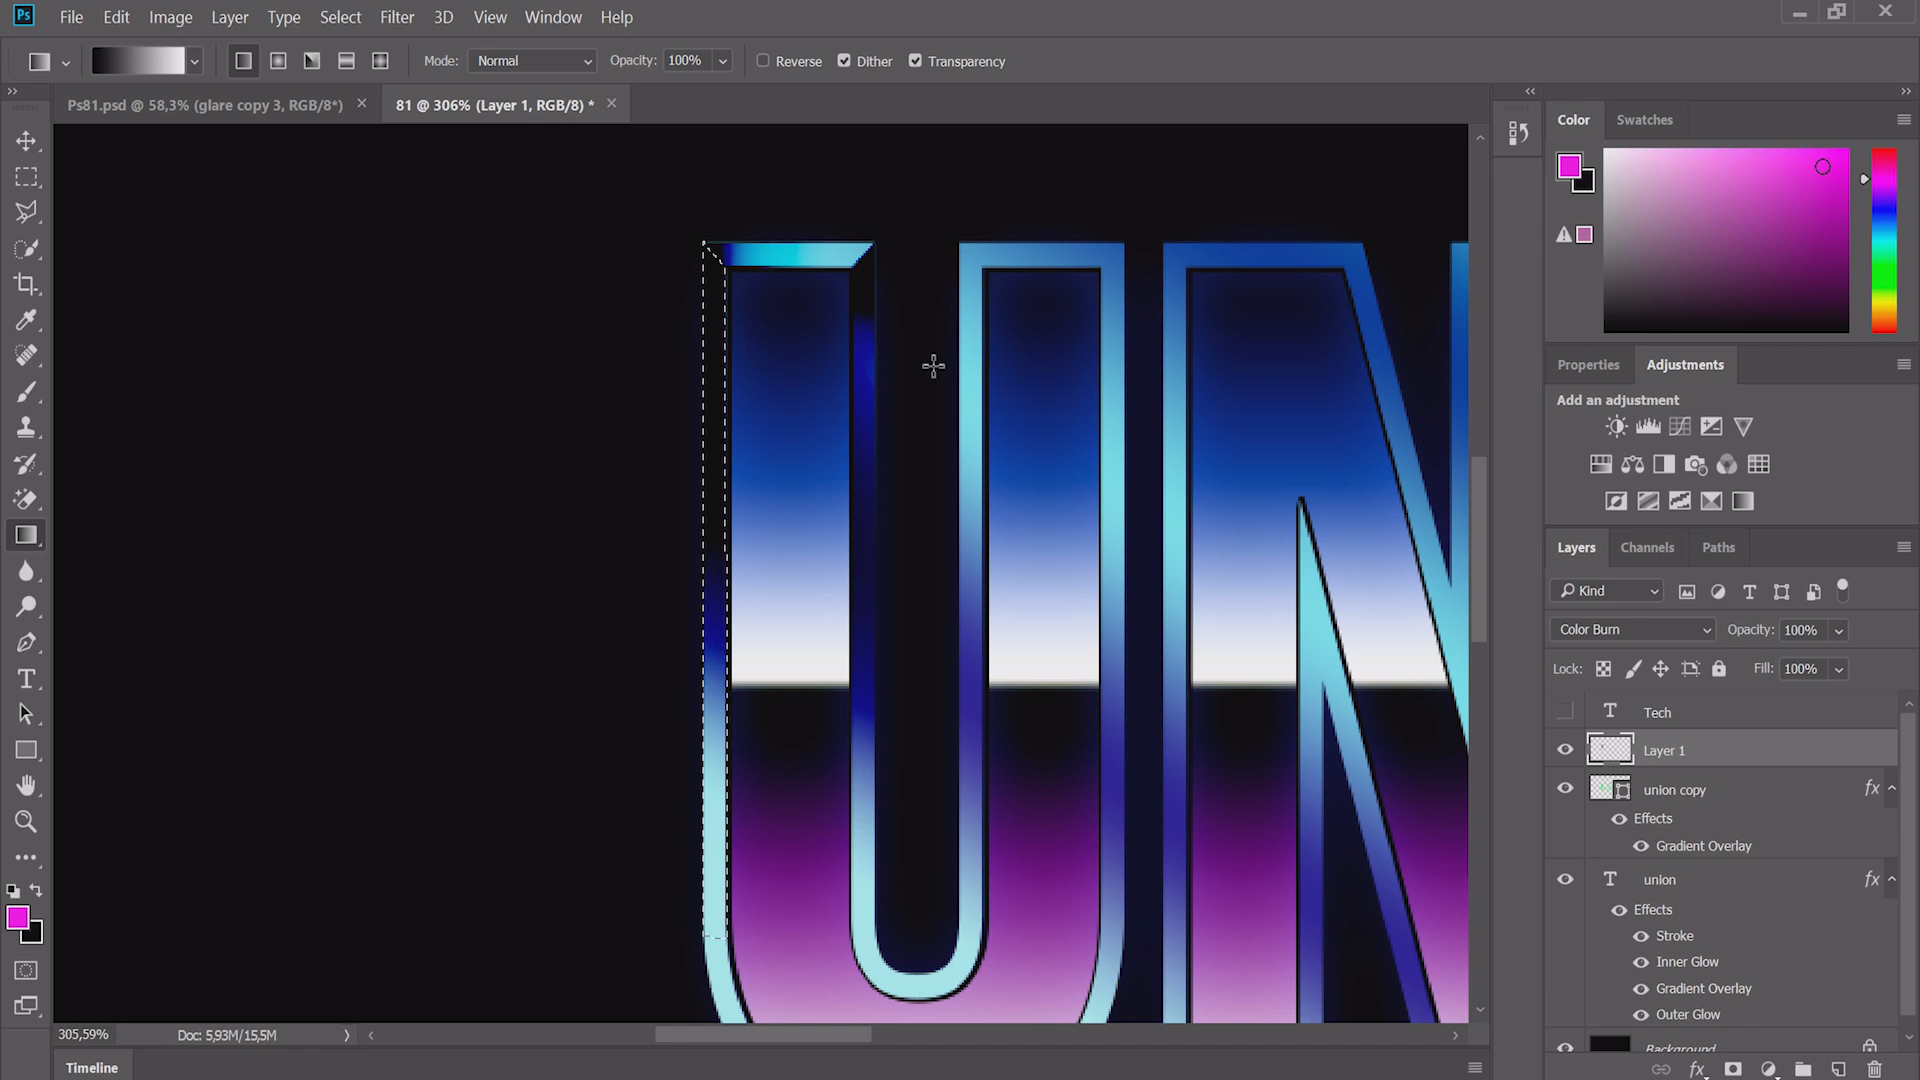 Ps File Edit Image Layer Type Select Filter 3D View Window Help
Mode: Normal Opacity: 100% Reverse Dither Transparency
Ps81.psd @ 58,3% (glare copy 3, RGB/8*) × 81 @ 306% (Layer 1, RGB/8) * ×
Color Swatches
UN
Properties Adjustments
Add an adjustment
Layers Channels Paths
Kind
Color Burn Opacity: 100%
Lock: Fill: 100%
Tech
Layer 1
union copy fx
Effects
Gradient Overlay
union fx
Effects
Stroke
Inner Glow
Gradient Overlay
Outer Glow
Background
305,59% Doc: 5,93M/15,5M
Timeline
fx